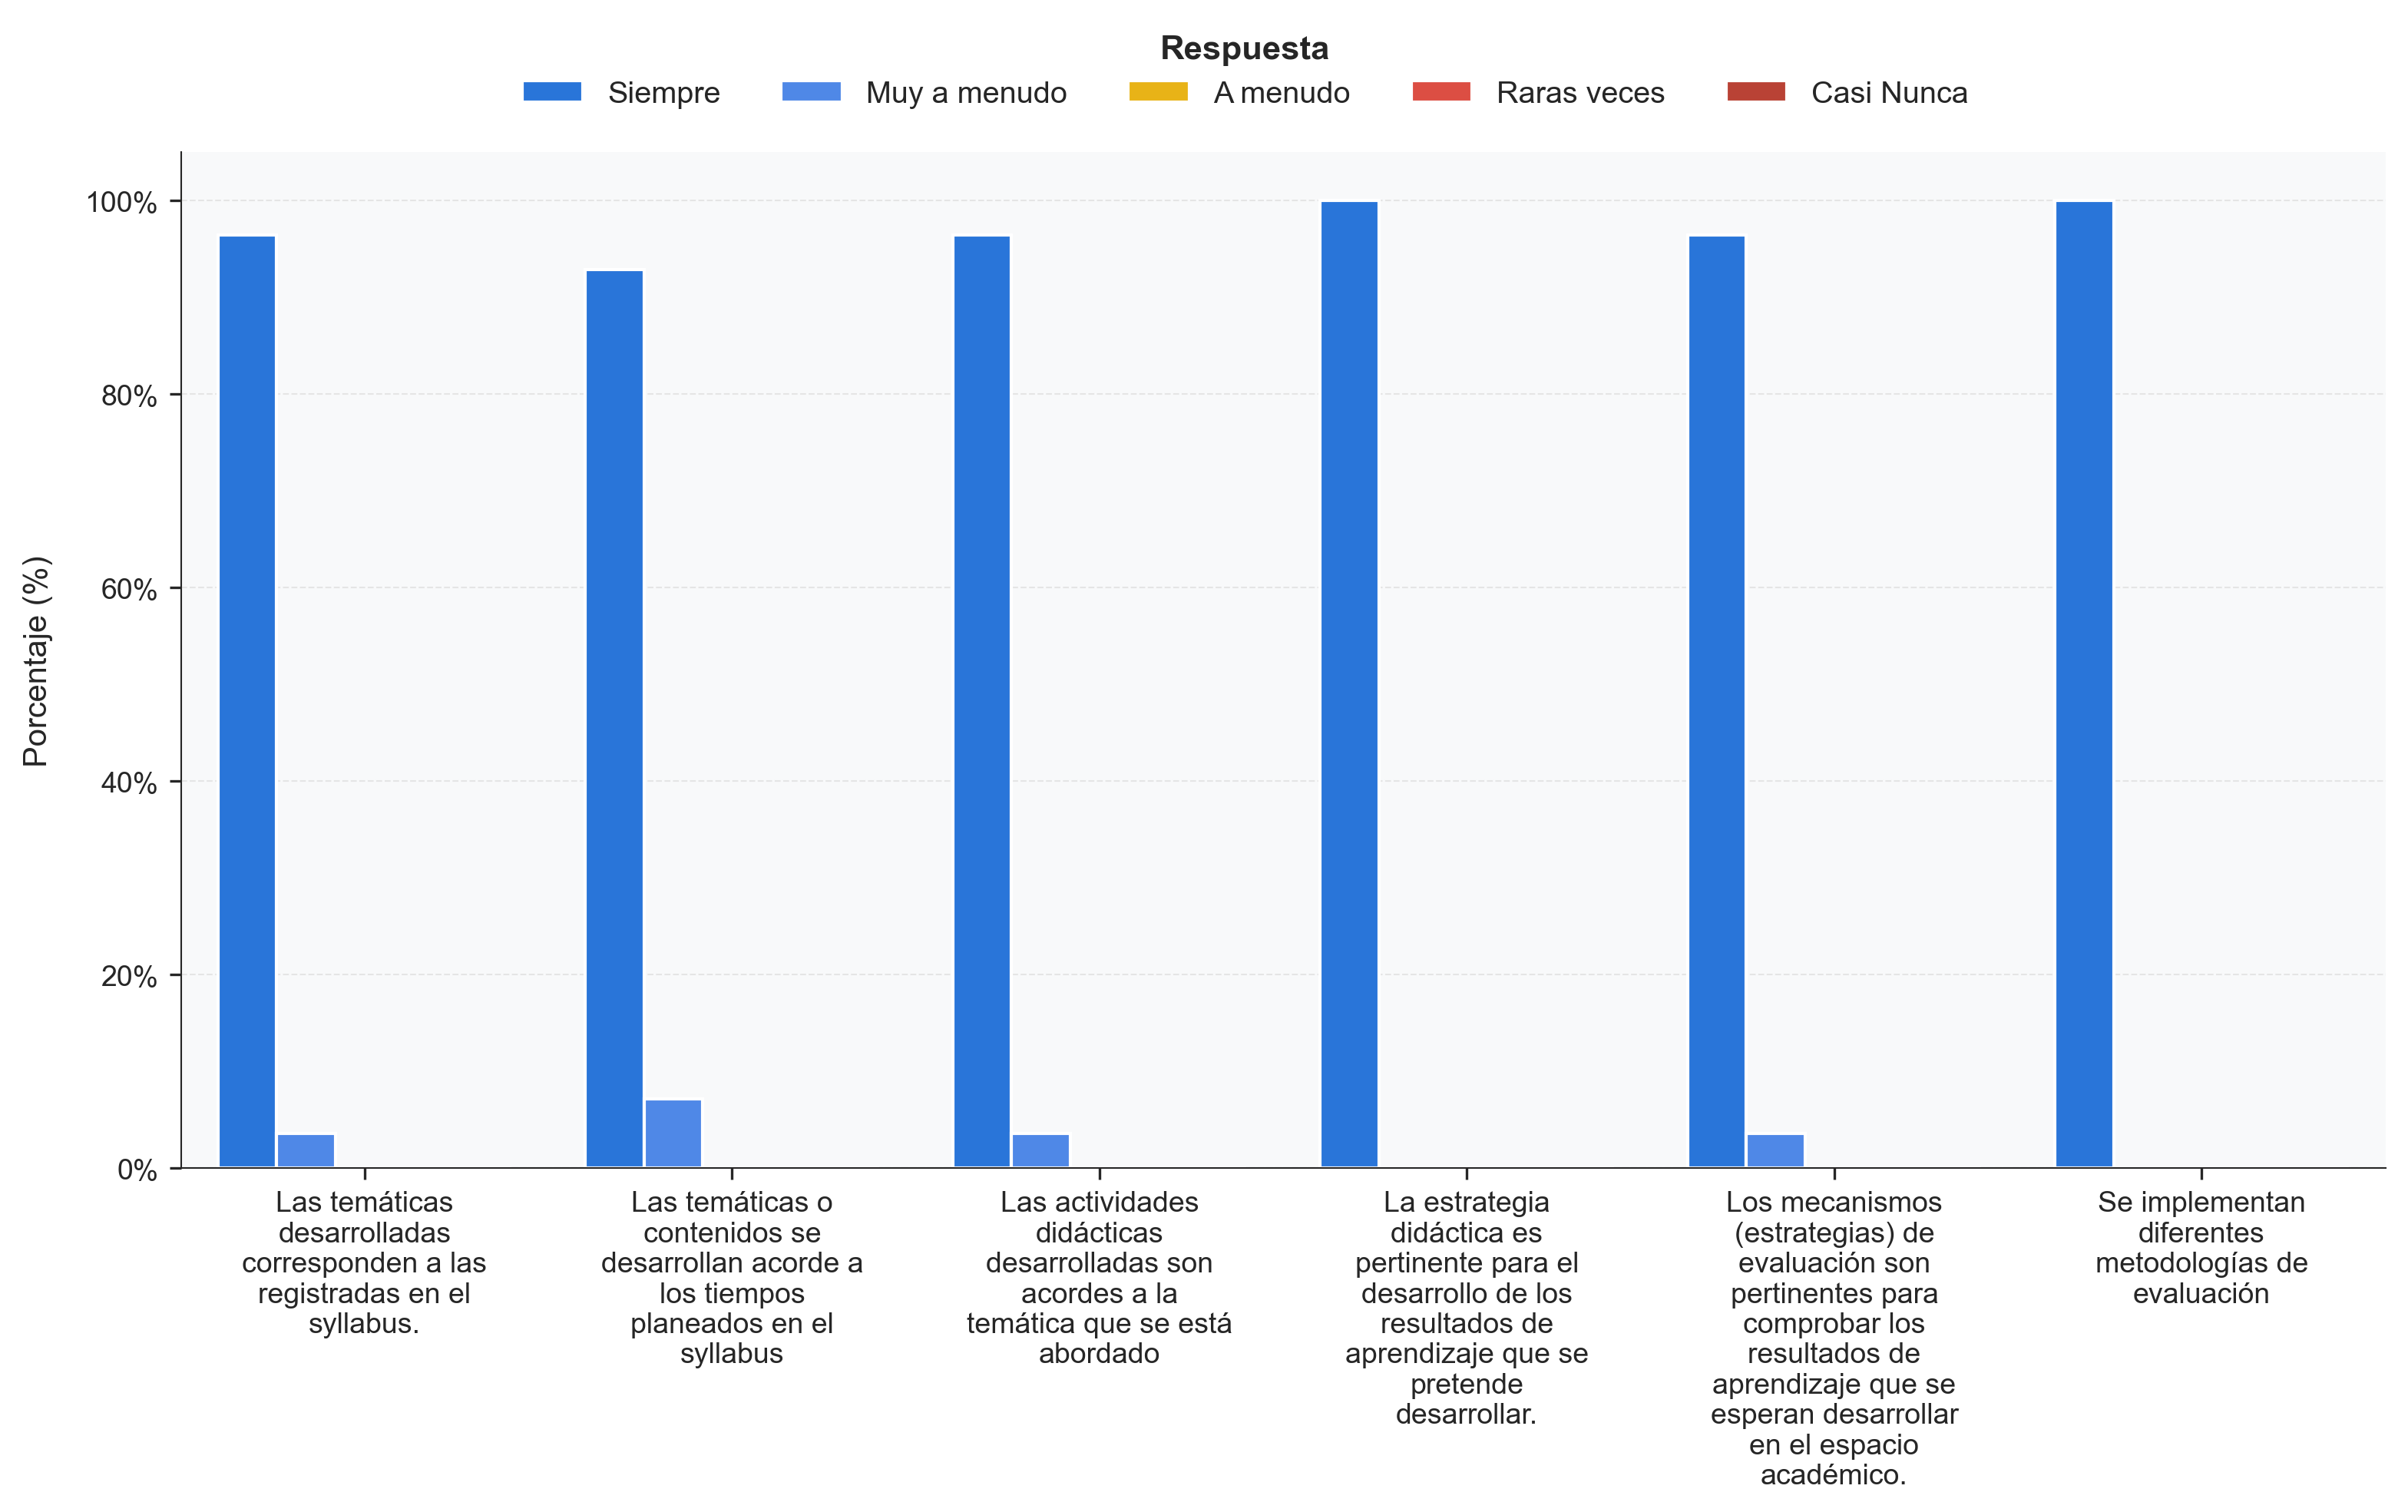 Respuesta
Siempre Muy a menudo A menudo Raras veces Casi Nunca
Porcentaje (%)
100%
80%
60%
40%
20%
0%
Las temáticas
desarrolladas
corresponden a las
registradas en el
syllabus.
Las temáticas o
contenidos se
desarrollan acorde a
los tiempos
planeados en el
syllabus
Las actividades
didácticas
desarrolladas son
acordes a la
temática que se está
abordado
La estrategia
didáctica es
pertinente para el
desarrollo de los
resultados de
aprendizaje que se
pretende
desarrollar.
Los mecanismos
(estrategias) de
evaluación son
pertinentes para
comprobar los
resultados de
aprendizaje que se
esperan desarrollar
en el espacio
académico.
Se implementan
diferentes
metodologías de
evaluación